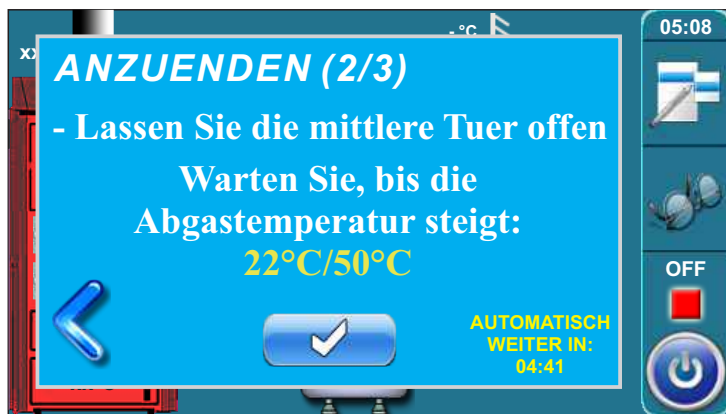 - °C
05:08
xx
ANZUENDEN (2/3)
- Lassen Sie die mittlere Tuer offen
Warten Sie, bis die
Abgastemperatur steigt:
22°C/50°C
OFF
AUTOMATISCH
WEITER IN:
04:41